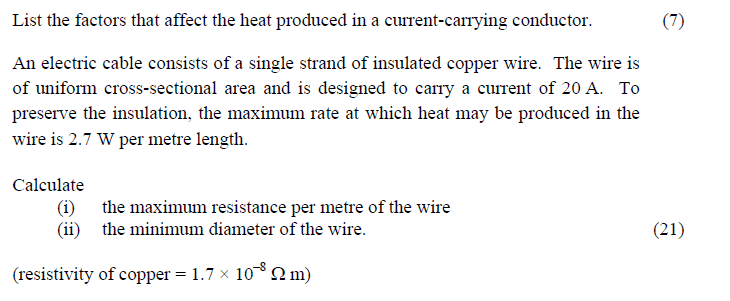 List the factors that affect the heat produced in a current-carrying conductor. (7)
An electric cable consists of a single strand of insulated copper wire. The wire is
of uniform cross-sectional area and is designed to carry a current of 20 A. To
preserve the insulation, the maximum rate at which heat may be produced in the
wire is 2.7 W per metre length.
Calculate
(i) the maximum resistance per metre of the wire
(ii) the minimum diameter of the wire. (21)
(resistivity of copper = 1.7 × 10⁻⁸ Ω m)